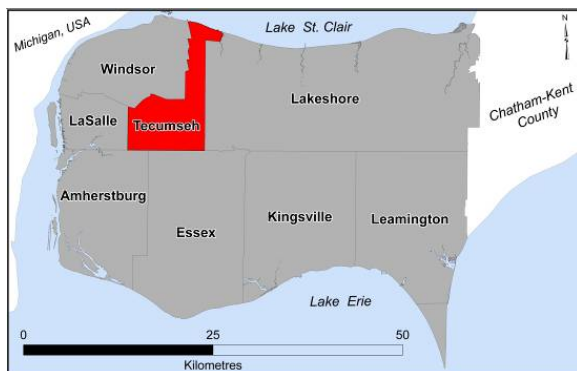 Michigan, USA
Lake St. Clair
N
Windsor
Lakeshore
LaSalle
Tecumseh
Chatham-Kent
County
Amherstburg
Essex
Kingsville
Leamington
Lake Erie
0
25
50
Kilometres